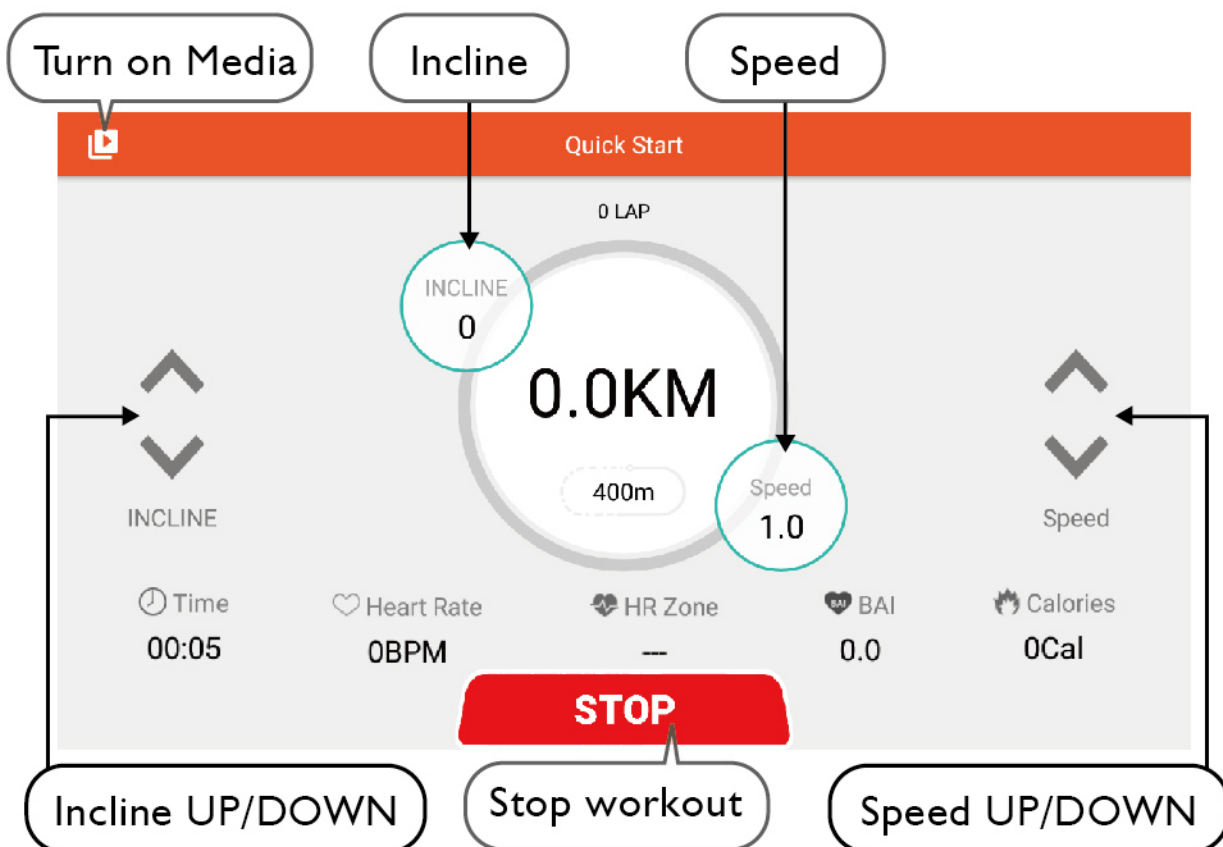 Turn on Media
Incline
Speed
Quick Start
0 LAP
INCLINE
0
0.0KM
400m
Speed
1.0
INCLINE
Speed
Time
Heart Rate
HR Zone
BAI
BAI
Calories
00:05
0BPM
---
0.0
0Cal
STOP
Incline UP/DOWN
Stop workout
Speed UP/DOWN